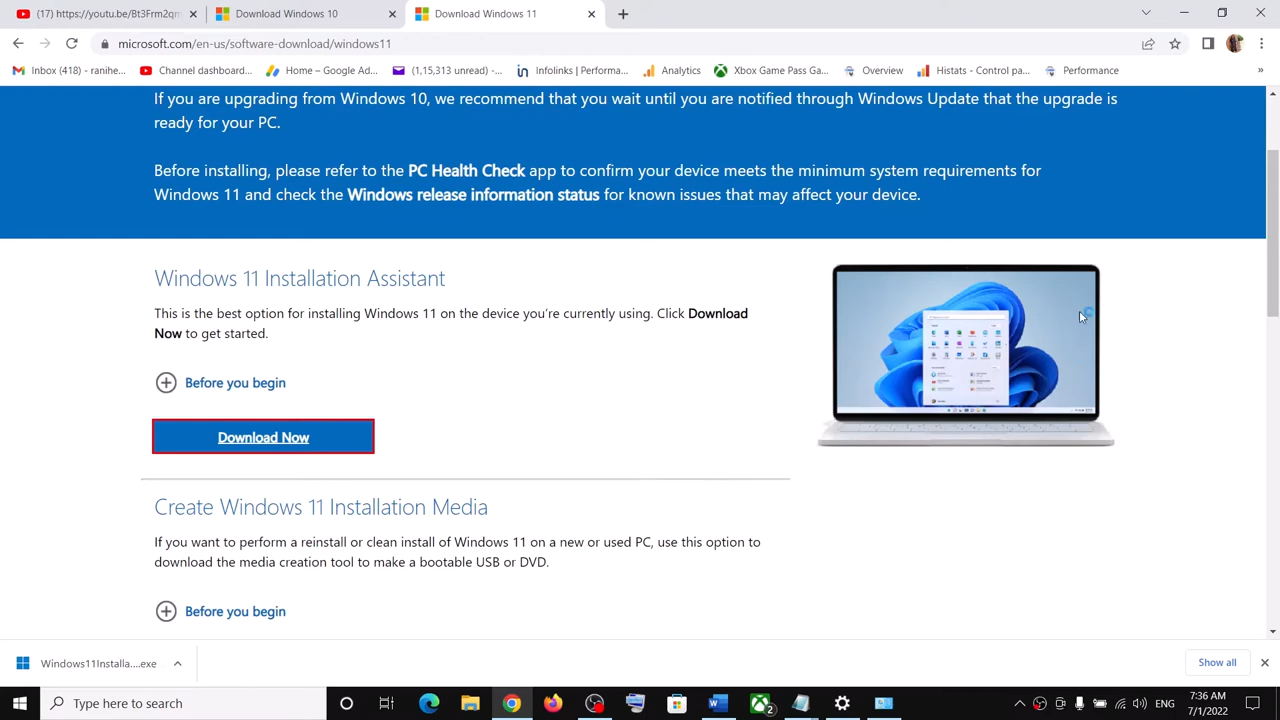 (17) https://youtu.be/Bt3Frm2qm
Download Windows 10
Download Windows 11
microsoft.com/en-us/software-download/windows11
Inbox (418) - ranihe...
Channel dashboard...
Home – Google Ad...
(1,15,313 unread) -...
Infolinks | Performa...
Analytics
Xbox Game Pass Ga...
Overview
Histats - Control pa...
Performance
»
If you are upgrading from Windows 10, we recommend that you wait until you are notified through Windows Update that the upgrade is
ready for your PC.
Before installing, please refer to the PC Health Check app to confirm your device meets the minimum system requirements for
Windows 11 and check the Windows release information status for known issues that may affect your device.
Windows 11 Installation Assistant
This is the best option for installing Windows 11 on the device you're currently using. Click Download
Now to get started.
Before you begin
Download Now
Create Windows 11 Installation Media
If you want to perform a reinstall or clean install of Windows 11 on a new or used PC, use this option to
download the media creation tool to make a bootable USB or DVD.
Before you begin
Windows11Installa....exe
Show all
Type here to search
2
ENG
7:36 AM
7/1/2022